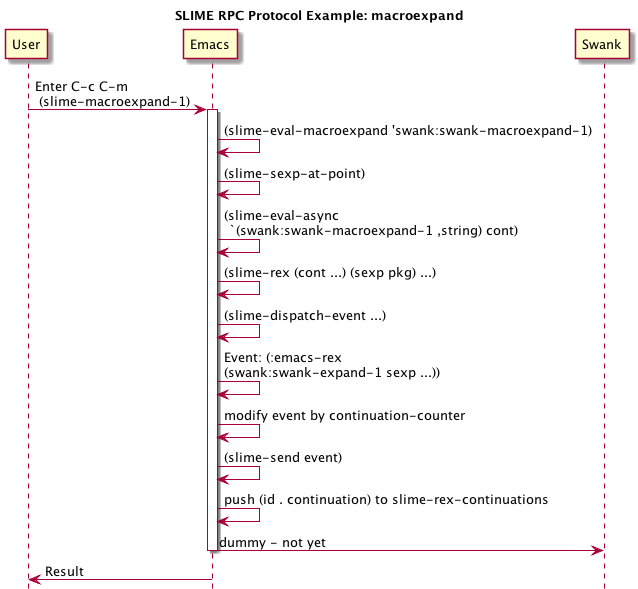 SLIME RPC Protocol Example: macroexpand
User
Emacs
Swank
Enter C-c C-m
(slime-macroexpand-1)
(slime-eval-macroexpand 'swank:swank-macroexpand-1)
(slime-sexp-at-point)
(slime-eval-async
`(swank:swank-macroexpand-1 ,string) cont)
(slime-rex (cont ...) (sexp pkg) ...)
(slime-dispatch-event ...)
Event: (:emacs-rex
(swank:swank-expand-1 sexp ...))
modify event by continuation-counter
(slime-send event)
push (id . continuation) to slime-rex-continuations
dummy - not yet
Result